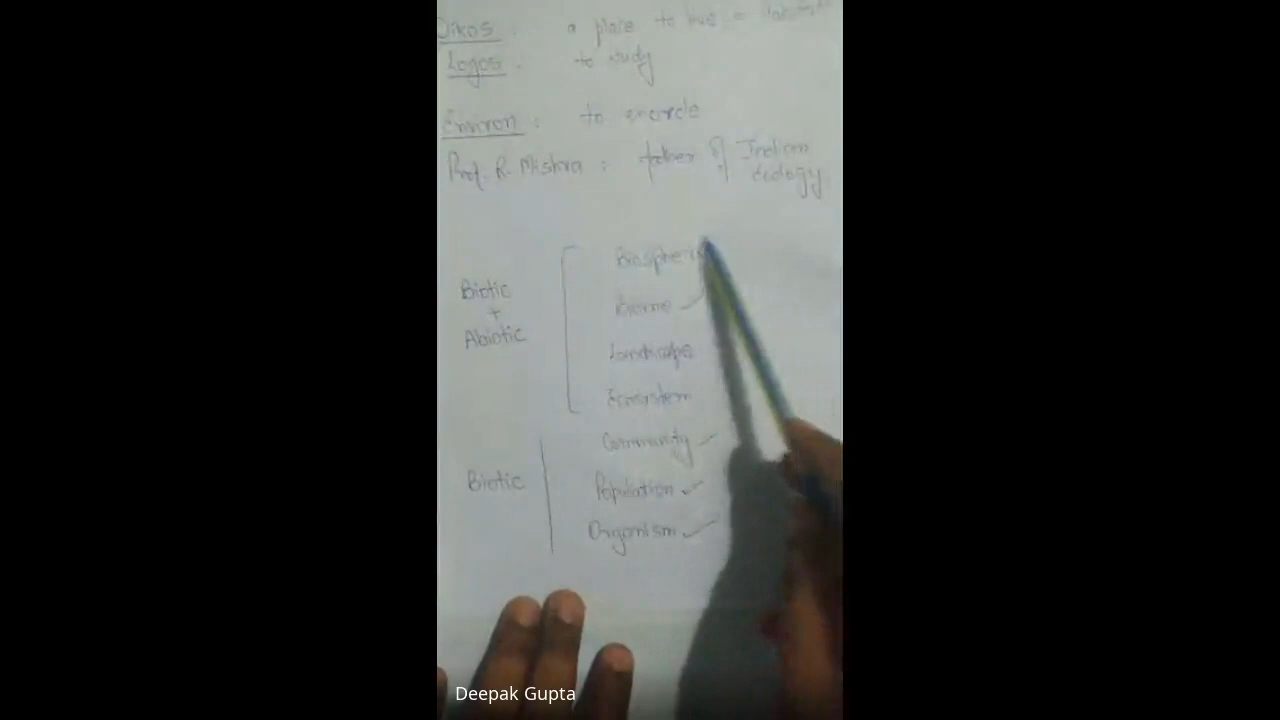 Oikos : a place to live =
Logos : to study
Environ : to encircle
Prof. R. Mishra : father of Indian
Ecology
Biosphere
Biotic
+
Abiotic
Biome
Landscape
Ecosystem
Community
Biotic
Population
Organism
Deepak Gupta